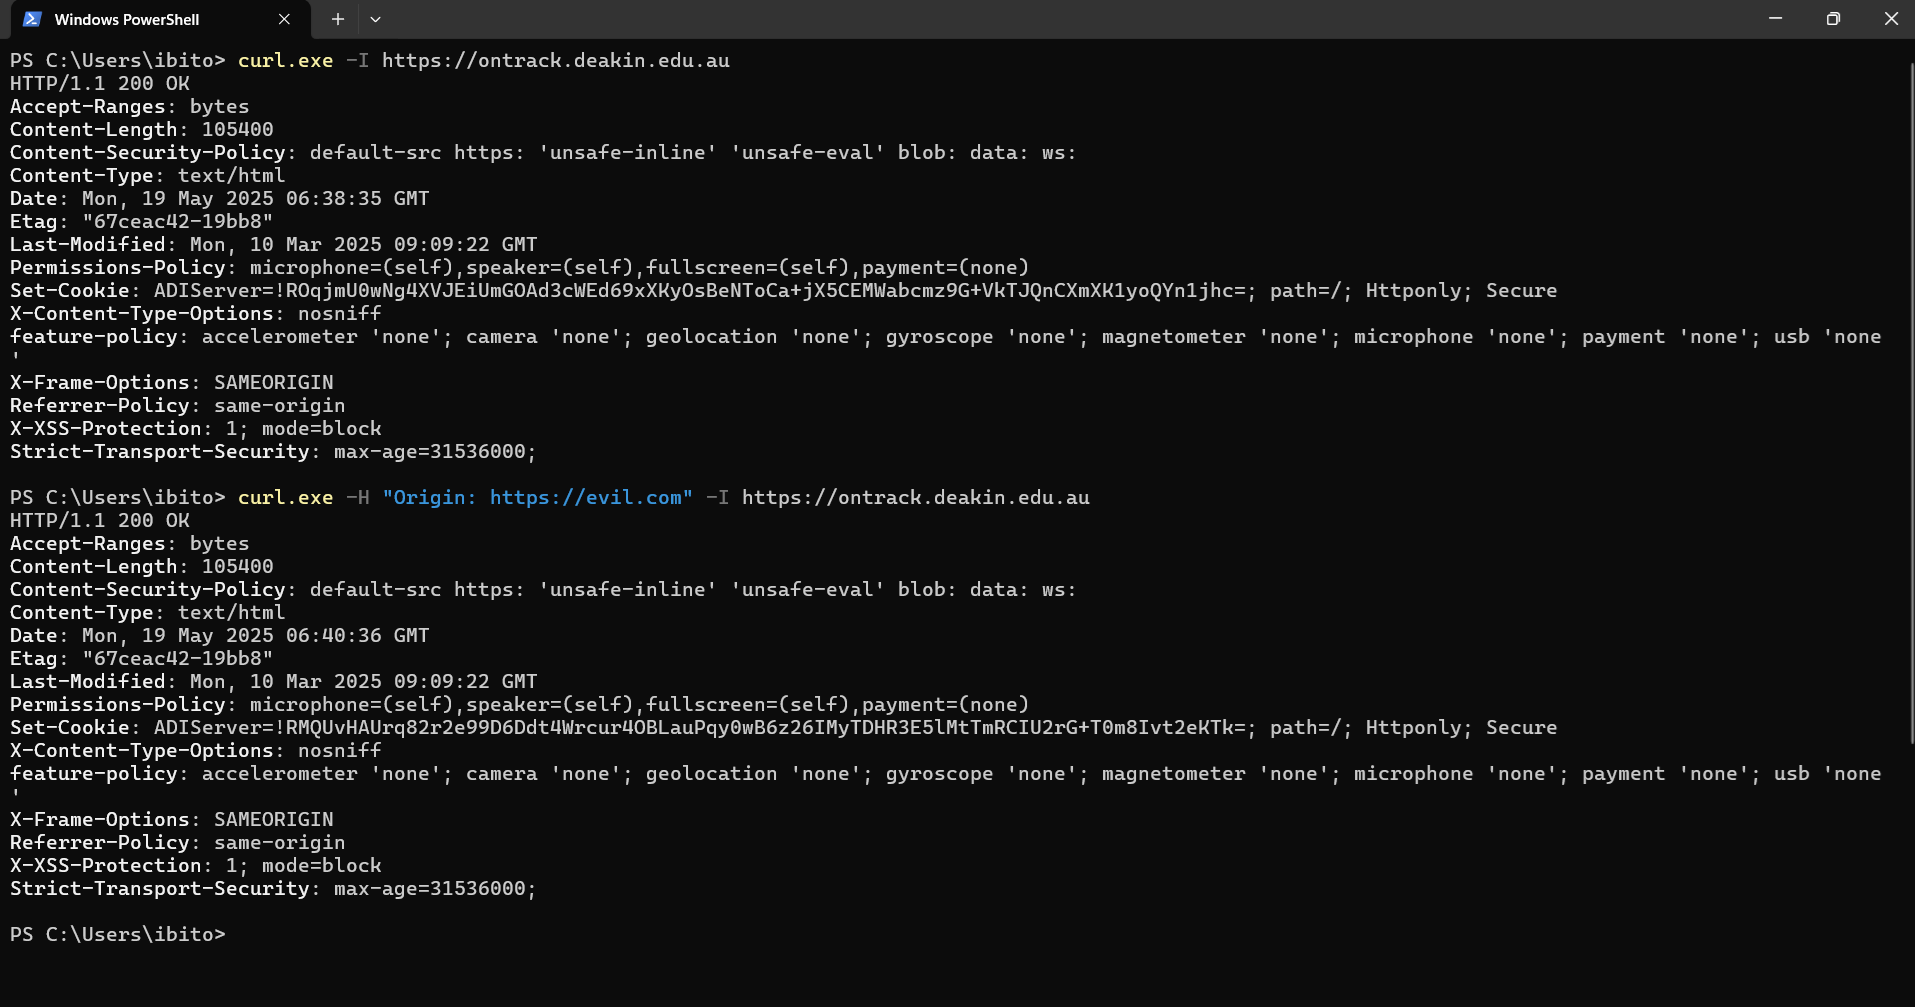 Windows PowerShell
PS C:\Users\ibito> curl.exe -I https://ontrack.deakin.edu.au
HTTP/1.1 200 OK
Accept-Ranges: bytes
Content-Length: 105400
Content-Security-Policy: default-src https: 'unsafe-inline' 'unsafe-eval' blob: data: ws:
Content-Type: text/html
Date: Mon, 19 May 2025 06:38:35 GMT
Etag: "67ceac42-19bb8"
Last-Modified: Mon, 10 Mar 2025 09:09:22 GMT
Permissions-Policy: microphone=(self),speaker=(self),fullscreen=(self),payment=(none)
Set-Cookie: ADIServer=!ROqjmU0wNg4XVJEiUmGOAd3cWEd69xXKyOsBeNToCa+jX5CEMWabcmz9G+VkTJQnCXmXK1yoQYn1jhc=; path=/; Httponly; Secure
X-Content-Type-Options: nosniff
feature-policy: accelerometer 'none'; camera 'none'; geolocation 'none'; gyroscope 'none'; magnetometer 'none'; microphone 'none'; payment 'none'; usb 'none
'
X-Frame-Options: SAMEORIGIN
Referrer-Policy: same-origin
X-XSS-Protection: 1; mode=block
Strict-Transport-Security: max-age=31536000;
PS C:\Users\ibito> curl.exe -H "Origin: https://evil.com" -I https://ontrack.deakin.edu.au
HTTP/1.1 200 OK
Accept-Ranges: bytes
Content-Length: 105400
Content-Security-Policy: default-src https: 'unsafe-inline' 'unsafe-eval' blob: data: ws:
Content-Type: text/html
Date: Mon, 19 May 2025 06:40:36 GMT
Etag: "67ceac42-19bb8"
Last-Modified: Mon, 10 Mar 2025 09:09:22 GMT
Permissions-Policy: microphone=(self),speaker=(self),fullscreen=(self),payment=(none)
Set-Cookie: ADIServer=!RMQUvHAUrq82r2e99D6Ddt4Wrcur4OBLauPqy0wB6z26IMyTDHR3E5lMtTmRCIU2rG+T0m8Ivt2eKTk=; path=/; Httponly; Secure
X-Content-Type-Options: nosniff
feature-policy: accelerometer 'none'; camera 'none'; geolocation 'none'; gyroscope 'none'; magnetometer 'none'; microphone 'none'; payment 'none'; usb 'none
'
X-Frame-Options: SAMEORIGIN
Referrer-Policy: same-origin
X-XSS-Protection: 1; mode=block
Strict-Transport-Security: max-age=31536000;
PS C:\Users\ibito>